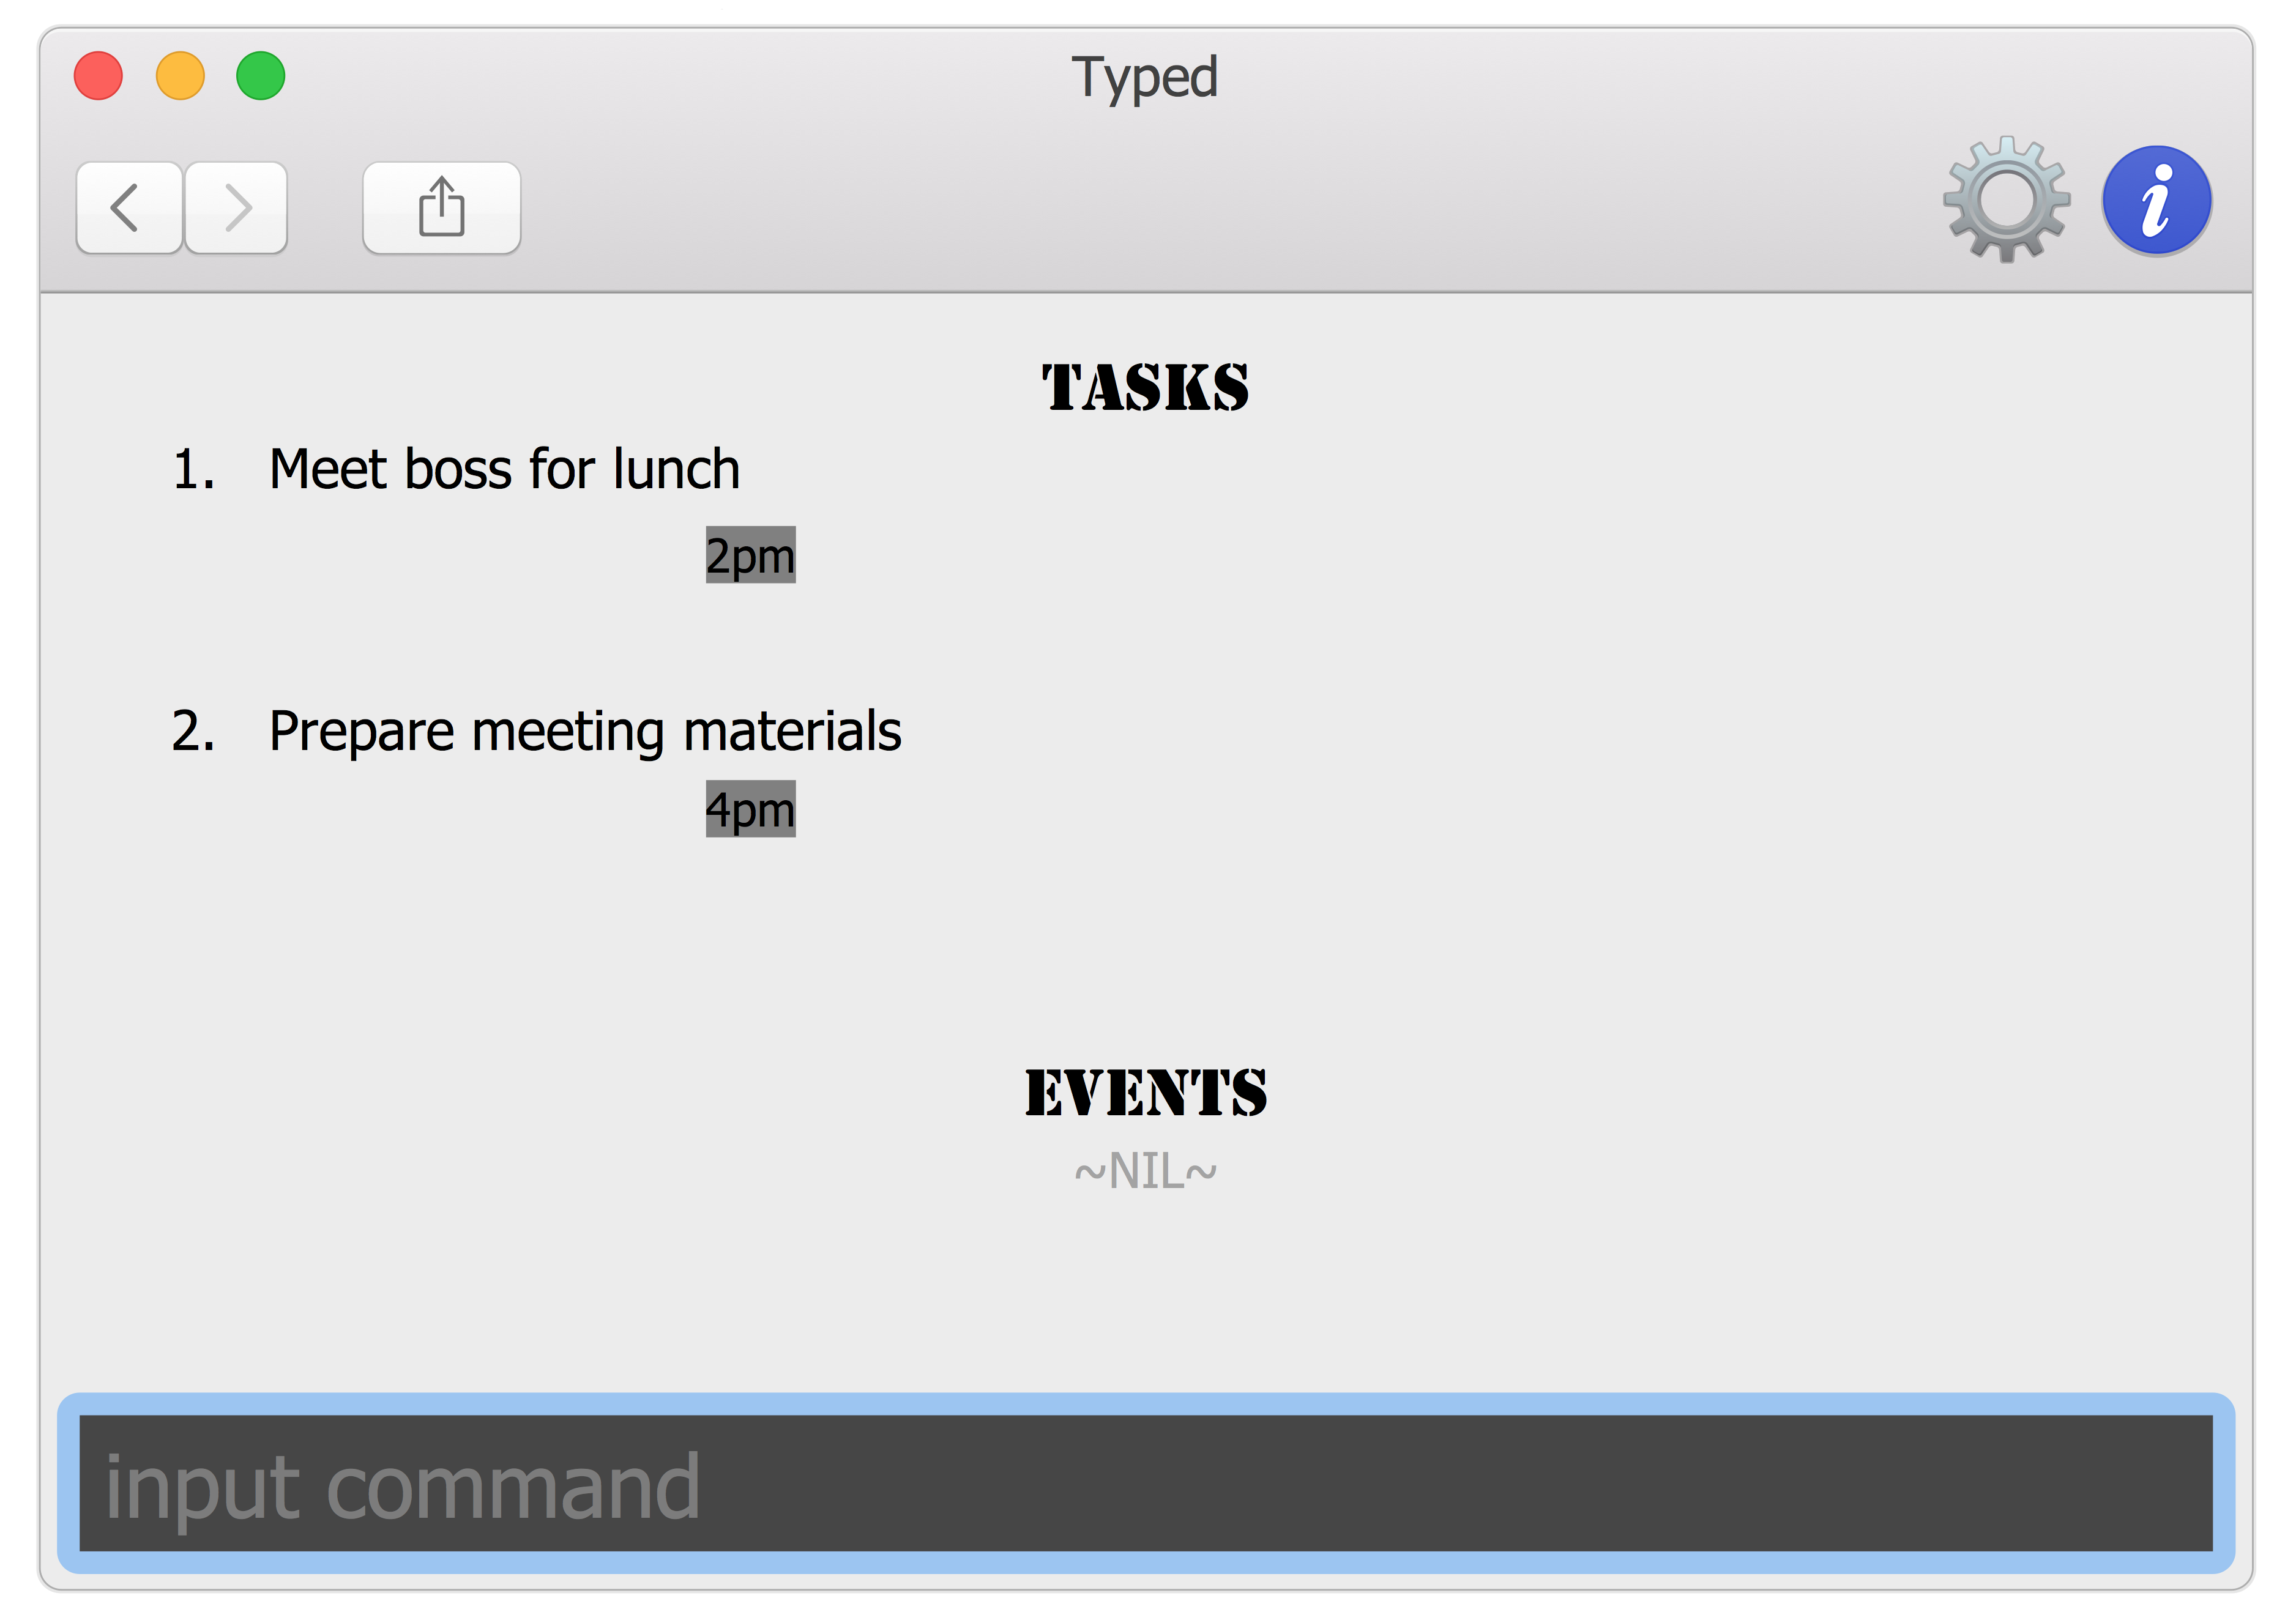 Typed
TASKS
1. Meet boss for lunch
2pm
2. Prepare meeting materials
4pm
EVENTS
~NIL~
input command